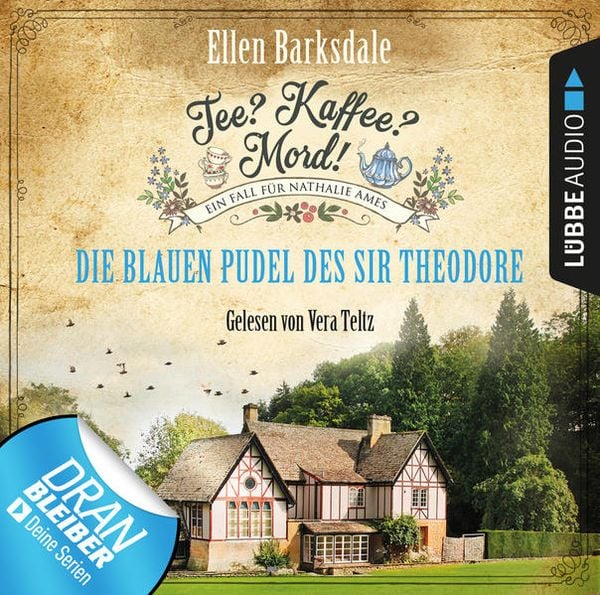 Ellen Barksdale
Tee? Kaffee?
Mord!
EIN FALL FÜR NATHALIE AMES
DIE BLAUEN PUDEL DES SIR THEODORE
Gelesen von Vera Teltz
LÜBBE AUDIO
DRAN
BLEIBER
Deine Serien